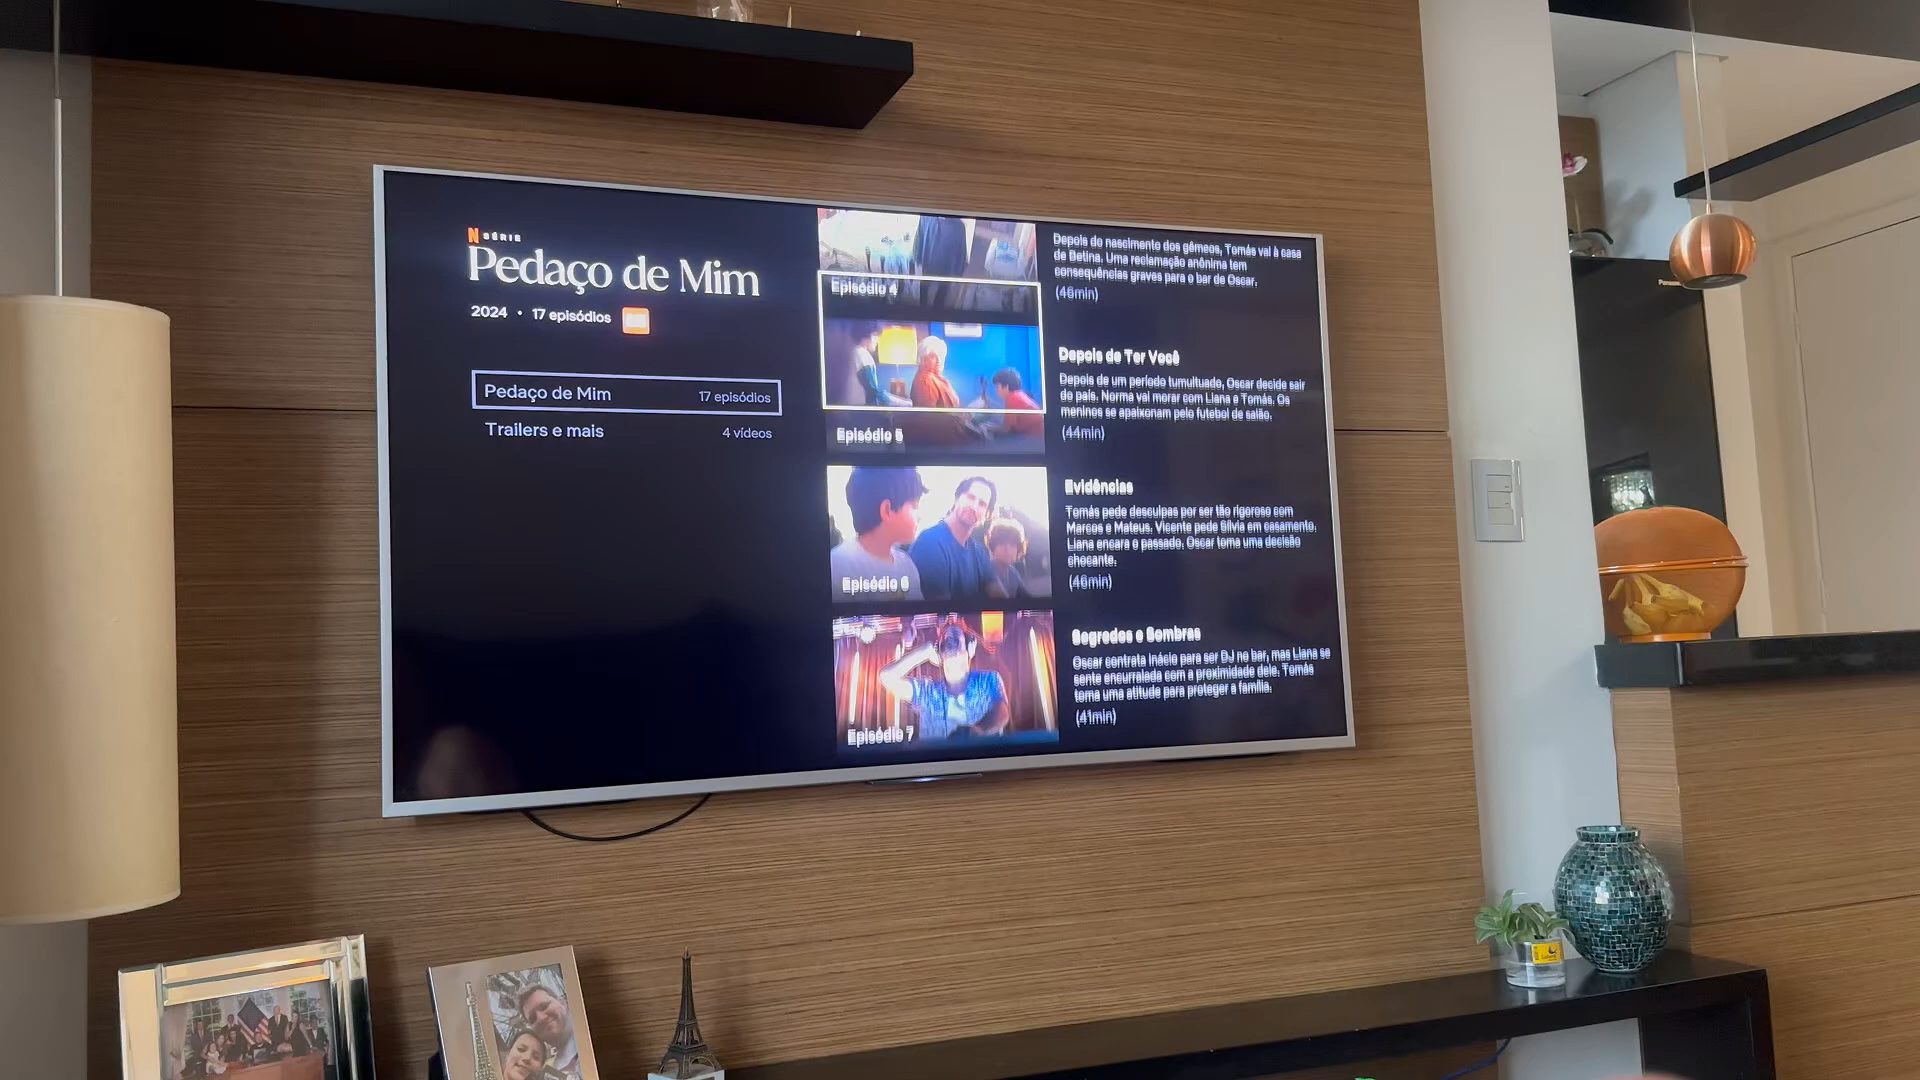 N SÉRIE
Pedaço de Mim
2024 • 17 episódios
Pedaço de Mim 17 episódios
Trailers e mais 4 vídeos
Episódio 4
Depois do nascimento dos gêmeos, Tomás vai à casa
de Betina. Uma reclamação anônima tem
consequências graves para o bar de Oscar.
(46min)
Episódio 5
Depois de Ter Você
Depois de um período tumultuado, Oscar decide sair
do país. Norma vai morar com Liana e Tomás. Os
meninos se apaixonam pelo futebol de salão.
(44min)
Episódio 6
Evidências
Tomás pede desculpas por ser tão rigoroso com
Marcos e Mateus. Vicente pede Sílvia em casamento.
Liana encara o passado. Oscar toma uma decisão
chocante.
(46min)
Episódio 7
Segredos e Sombras
Oscar contrata Inácio para ser DJ no bar, mas Liana se
sente encurralada com a proximidade dele. Tomás
toma uma atitude para proteger a família.
(41min)